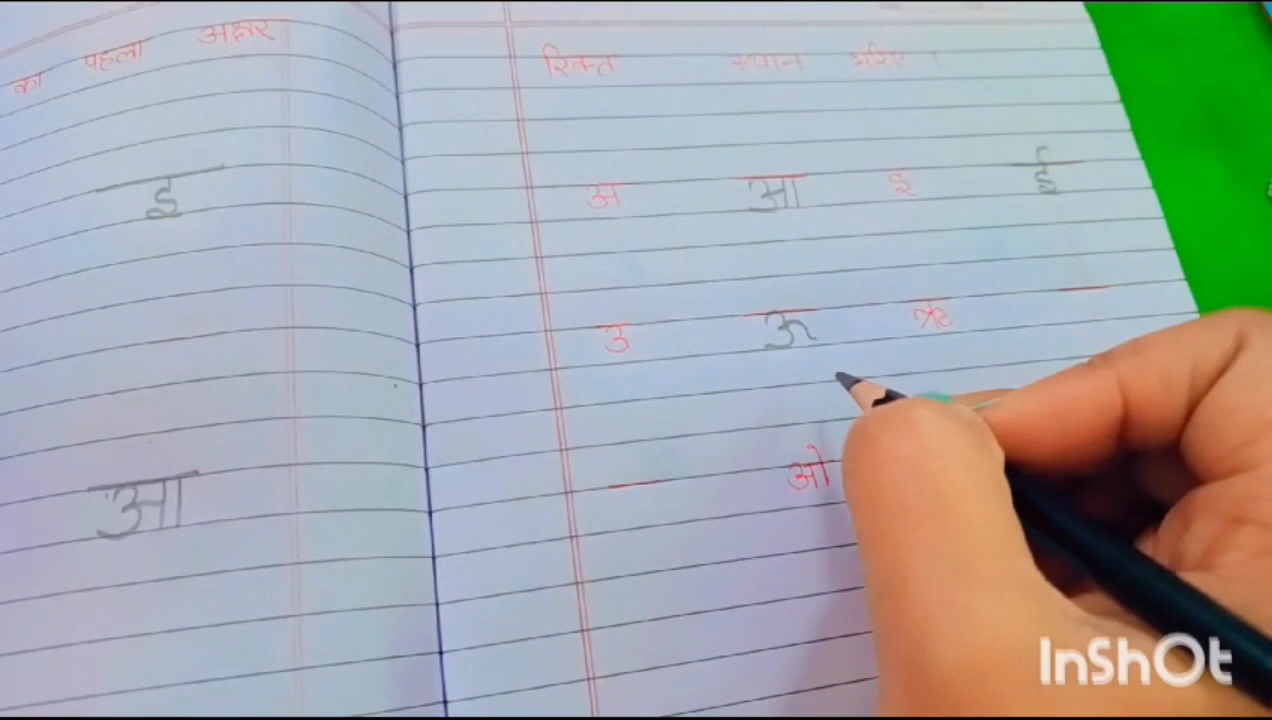 का पहला अक्षर
इ
आ
रिक्त स्थान भरिए ।
अ आ इ ई
उ ऊ ऋ
ओ
InShOt